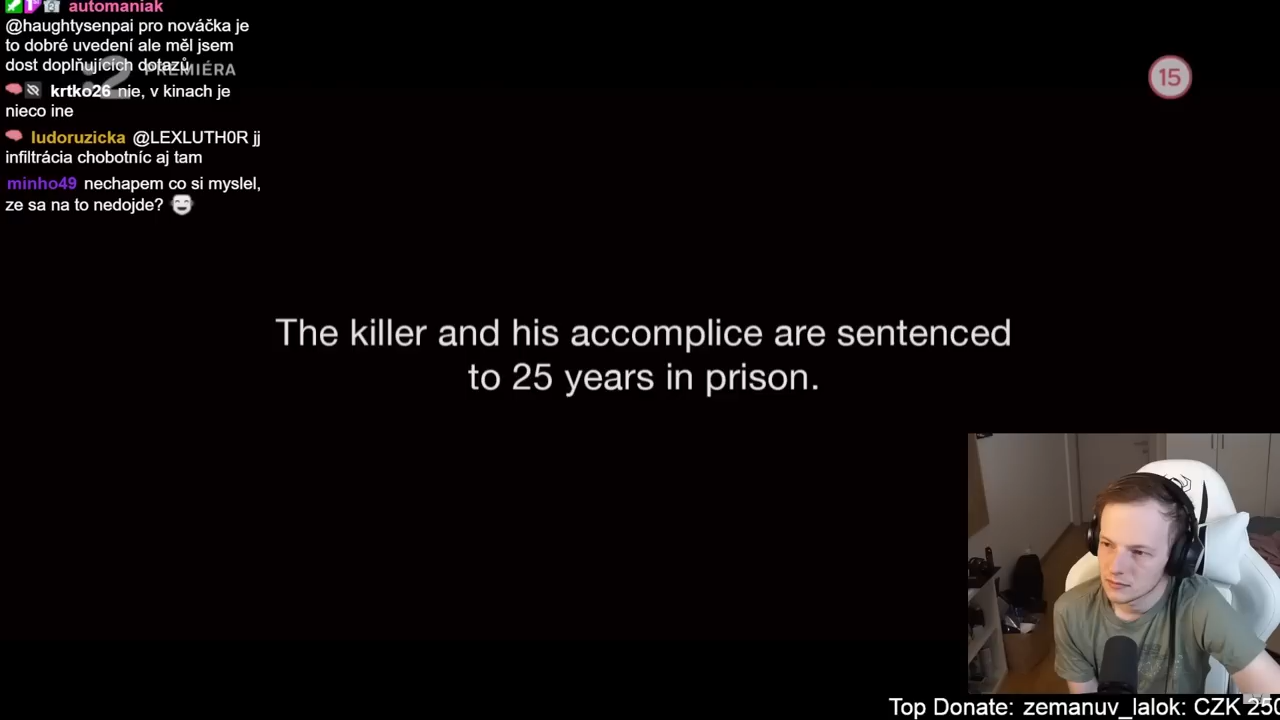 automaniak
@haughtysenpai pro nováčka je
to dobré uvedení ale měl jsem
dost doplňujících dotazů
:2 PREMIÉRA
15
krtko26 nie, v kinach je
nieco ine
ludoruzicka @LEXLUTH0R jj
infiltrácia chobotníc aj tam
minho49 nechapem co si myslel,
ze sa na to nedojde?
The killer and his accomplice are sentenced
to 25 years in prison.
Top Donate: zemanuv_lalok: CZK 250